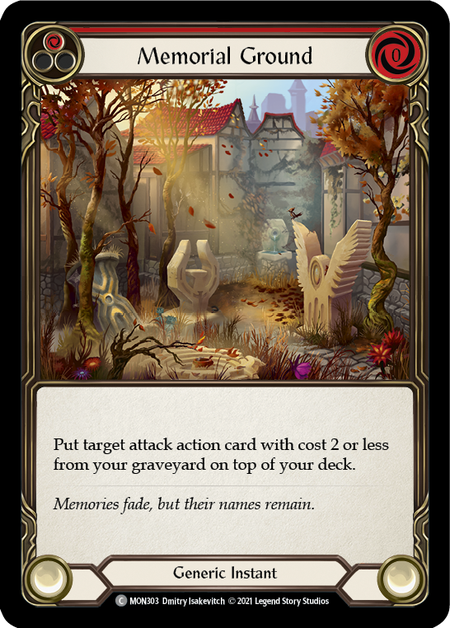 Memorial Ground
0
Put target attack action card with cost 2 or less
from your graveyard on top of your deck.
Memories fade, but their names remain.
Generic Instant
C MON303 Dmitry Isakevitch © 2021 Legend Story Studios